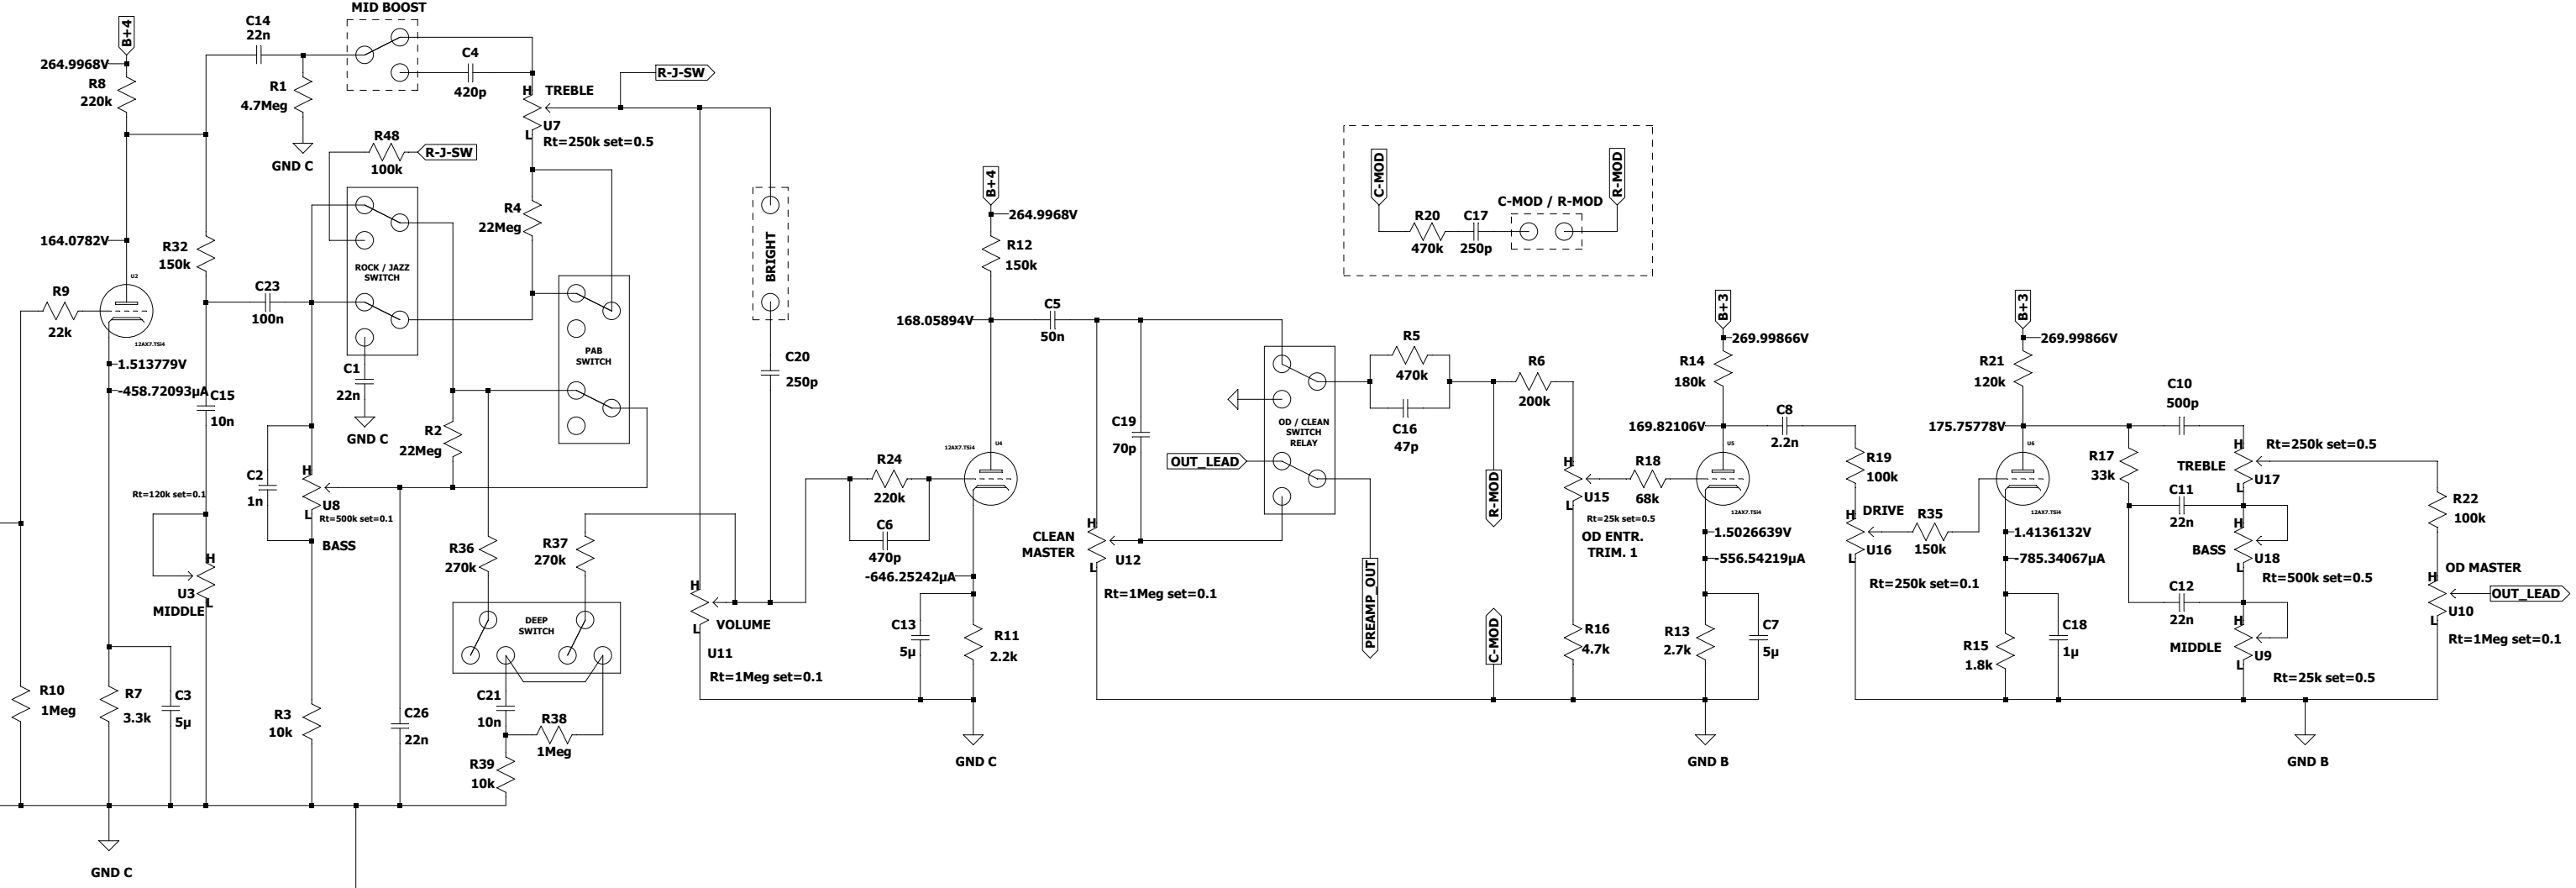 MID BOOST
B+4
C14
22n
264.9968V
R8
220k
R1
4.7Meg
GND C
C4
420p
R-J-SW
H
TREBLE
L
U7
Rt=250k set=0.5
R48
100k
R-J-SW
164.0782V
R32
150k
ROCK / JAZZ
SWITCH
R4
22Meg
U2
R9
22k
12AX7.TSi4
C23
100n
1.513779V
-458.72093µA
C15
10n
C1
22n
GND C
PAB
SWITCH
BRIGHT
C20
250p
R2
22Meg
C2
1n
H
U8
L
Rt=500k set=0.1
BASS
Rt=120k set=0.1
H
U3
L
MIDDLE
R36
270k
R37
270k
DEEP
SWITCH
R10
1Meg
R7
3.3k
C3
5µ
R3
10k
C26
22n
C21
10n
R38
1Meg
R39
10k
GND C
H
VOLUME
L
U11
Rt=1Meg set=0.1
B+4
264.9968V
R12
150k
168.05894V
C5
50n
12AX7.TSi4
U4
R24
220k
C6
470p
-646.25242µA
C13
5µ
R11
2.2k
GND C
C19
70p
H
CLEAN
MASTER
L
U12
Rt=1Meg set=0.1
OUT_LEAD
OD / CLEAN
SWITCH
RELAY
PREAMP_OUT
C-MOD
R20
470k
C17
250p
C-MOD / R-MOD
R-MOD
R5
470k
C16
47p
R6
200k
R-MOD
C-MOD
H
U15
L
Rt=25k set=0.5
OD ENTR.
TRIM. 1
R18
68k
R16
4.7k
B+3
269.99866V
R14
180k
169.82106V
C8
2.2n
U5
12AX7.TSi4
1.5026639V
-556.54219µA
R13
2.7k
C7
5µ
GND B
R19
100k
H
DRIVE
L
U16
Rt=250k set=0.1
R35
150k
B+3
269.99866V
R21
120k
175.75778V
U6
12AX7.TSi4
1.4136132V
-785.34067µA
R15
1.8k
C18
1µ
C10
500p
R17
33k
H
TREBLE
L
U17
Rt=250k set=0.5
C11
22n
H
BASS
L
U18
Rt=500k set=0.5
C12
22n
H
MIDDLE
L
U9
Rt=25k set=0.5
R22
100k
OD MASTER
H
U10
L
OUT_LEAD
Rt=1Meg set=0.1
GND B